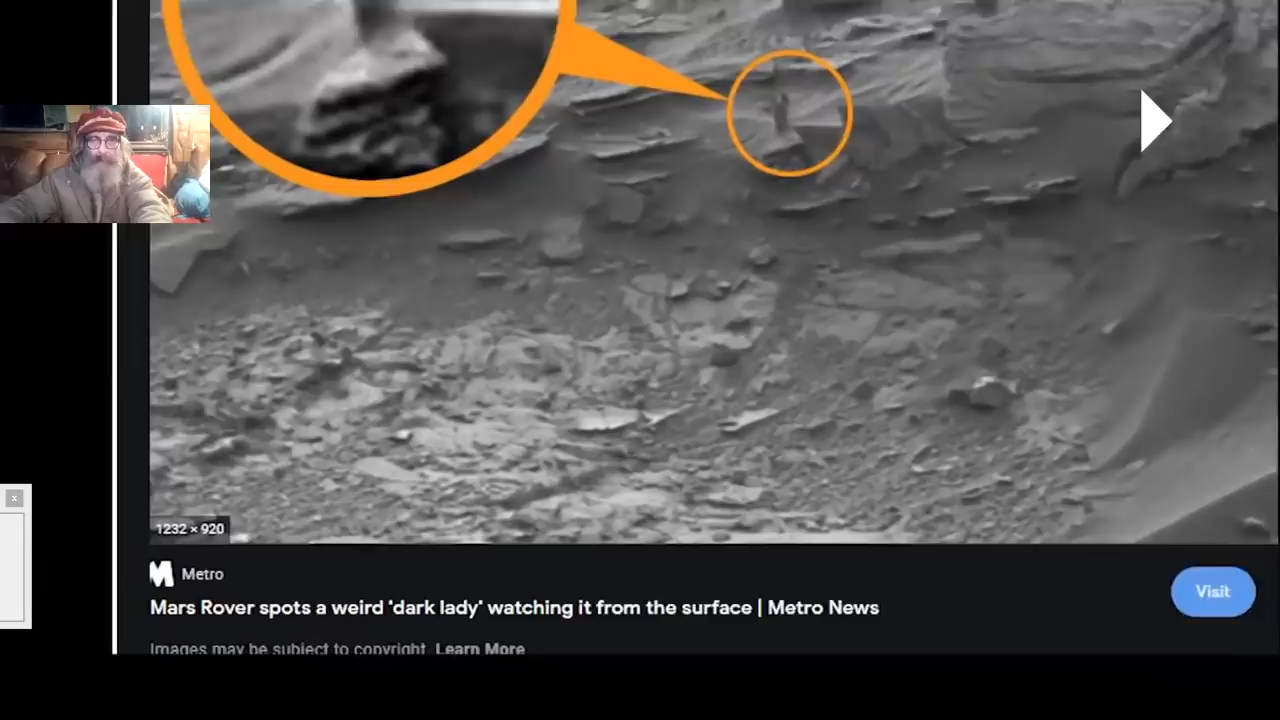 1232 × 920
Metro
Mars Rover spots a weird 'dark lady' watching it from the surface | Metro News
Visit
Images may be subject to copyright. Learn More